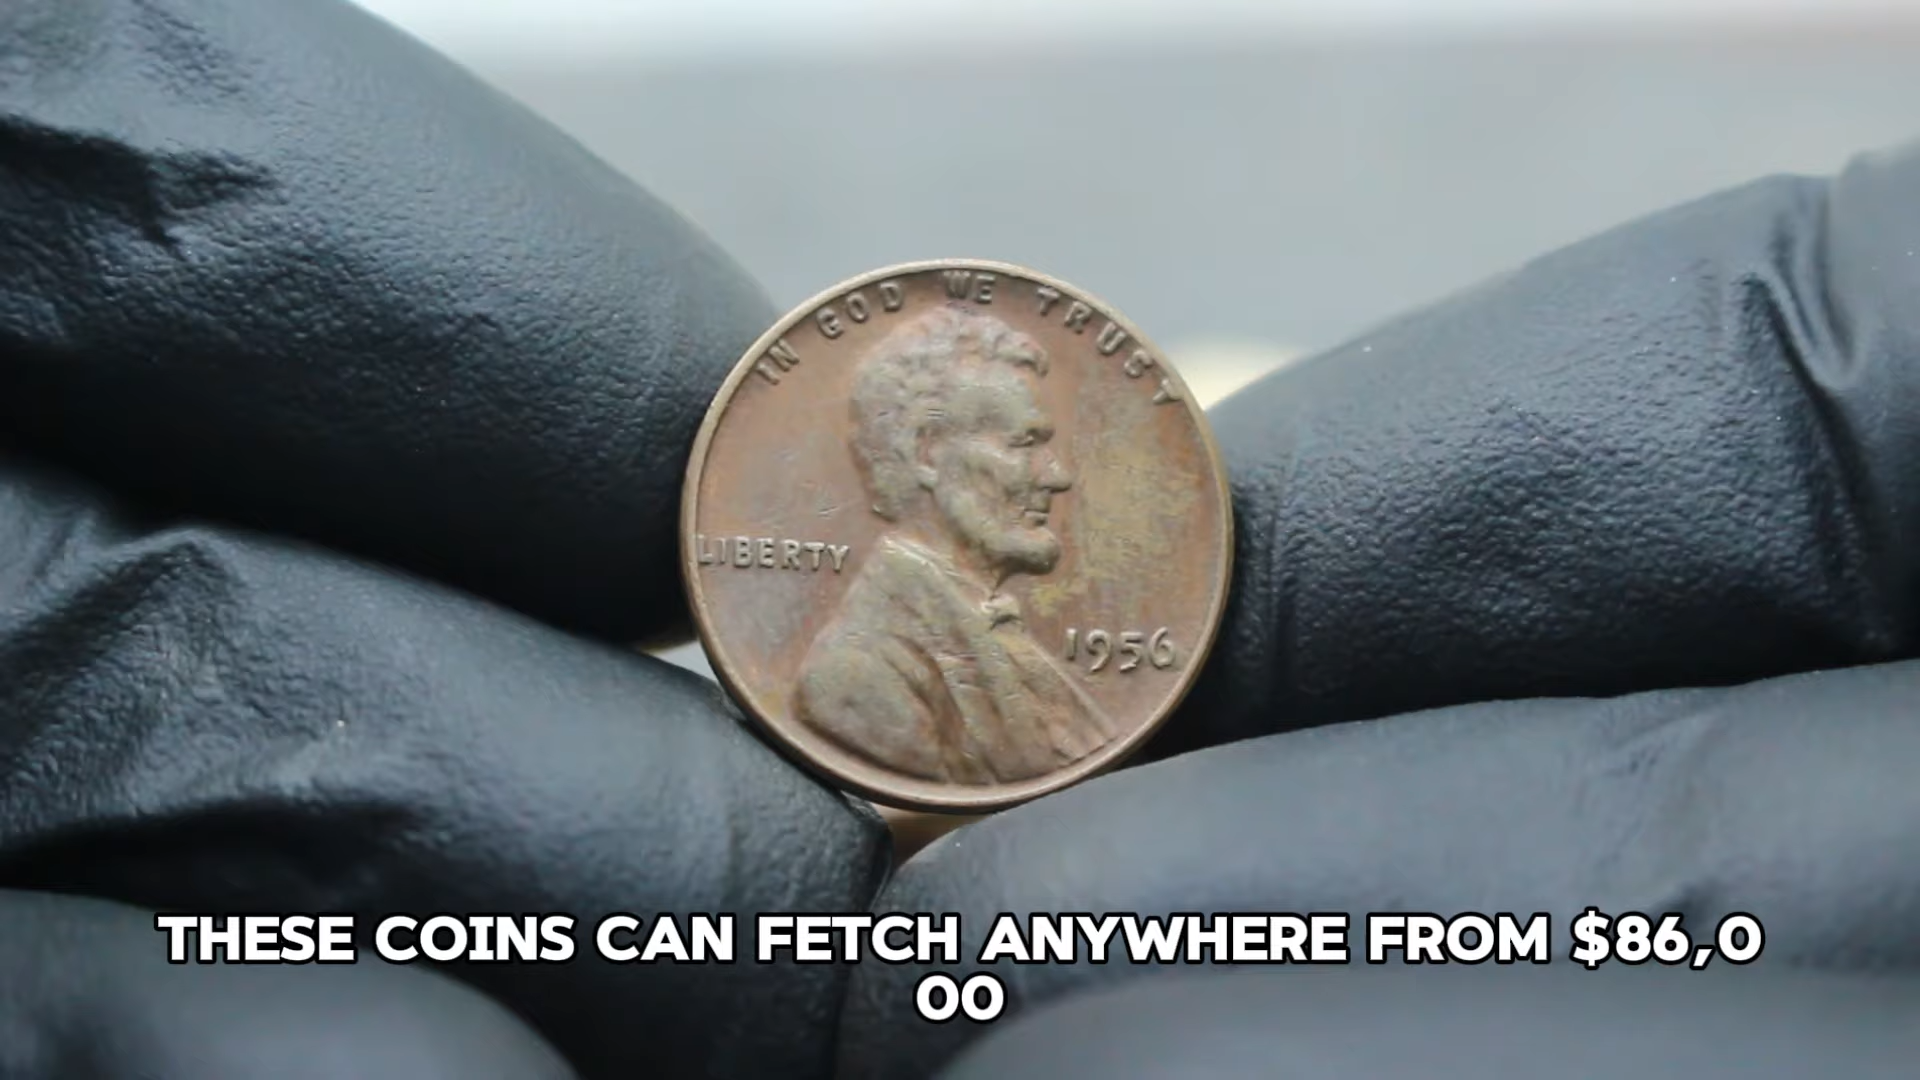 IN GOD WE TRUST
LIBERTY
1956
THESE COINS CAN FETCH ANYWHERE FROM $86,0
00